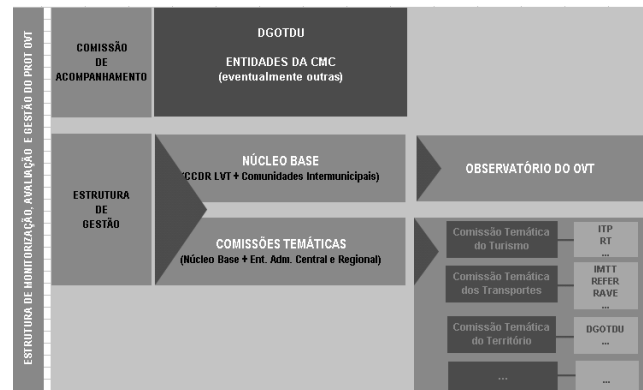 ESTRUTURA DE MONITORIZAÇÃO, AVALIAÇÃO E GESTÃO DO PROT OVT
COMISSÃO
DE
ACOMPANHAMENTO
DGOTDU
ENTIDADES DA CMC
(eventualmente outras)
ESTRUTURA
DE
GESTÃO
NÚCLEO BASE
CCDR LVT + Comunidades Intermunicipais)
OBSERVATÓRIO DO OVT
COMISSÕES TEMÁTICAS
(Núcleo Base + Ent. Adm. Central e Regional)
Comissão Temática
do Turismo
ITP
RT
...
Comissão Temática
dos Transportes
IMTT
REFER
RAVE
...
Comissão Temática
do Território
DGOTDU
...
...
...